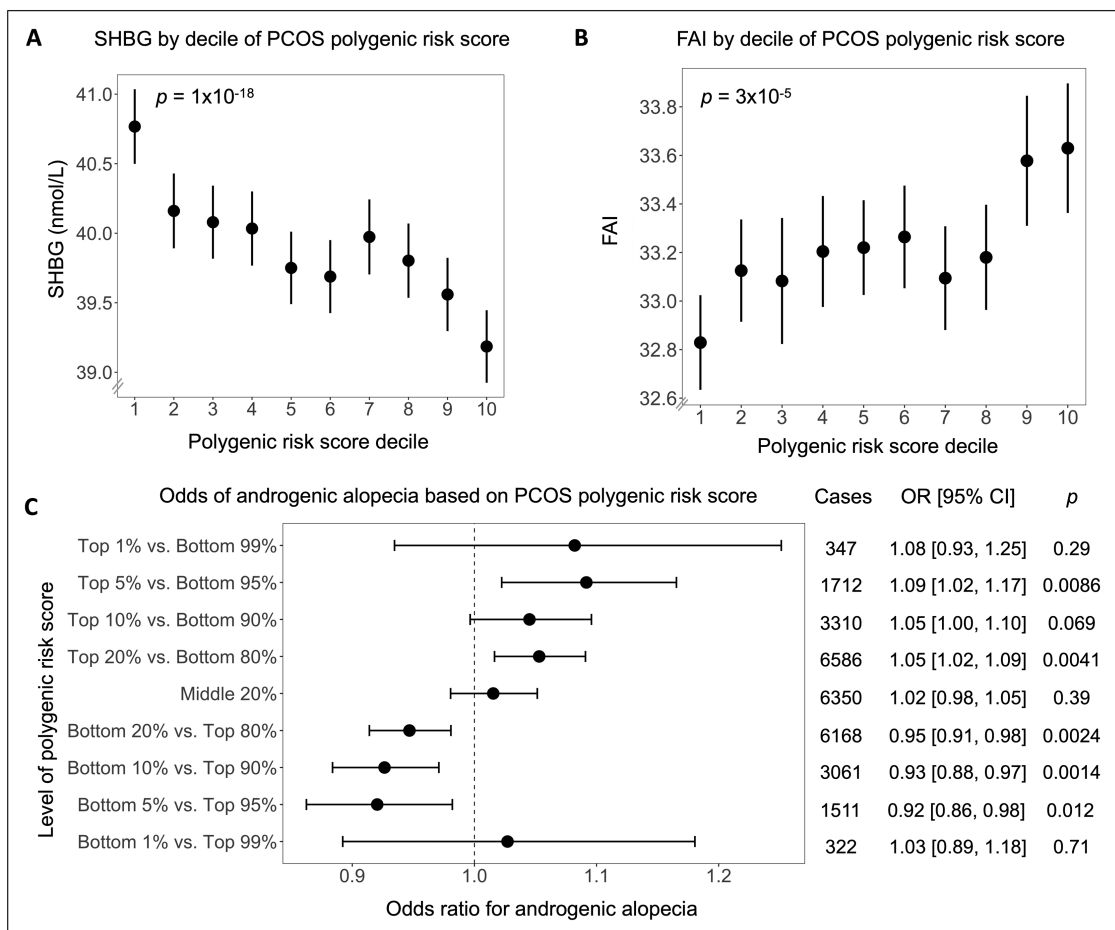 A
SHBG by decile of PCOS polygenic risk score
p = 1x10⁻¹⁸
SHBG (nmol/L)
41.0
40.5
40.0
39.5
39.0
1 2 3 4 5 6 7 8 9 10
Polygenic risk score decile
B
FAI by decile of PCOS polygenic risk score
p = 3x10⁻⁵
FAI
33.8
33.6
33.4
33.2
33.0
32.8
32.6
1 2 3 4 5 6 7 8 9 10
Polygenic risk score decile
C
Odds of androgenic alopecia based on PCOS polygenic risk score Cases OR [95% CI] p
Level of polygenic risk score
Top 1% vs. Bottom 99% 347 1.08 [0.93, 1.25] 0.29
Top 5% vs. Bottom 95% 1712 1.09 [1.02, 1.17] 0.0086
Top 10% vs. Bottom 90% 3310 1.05 [1.00, 1.10] 0.069
Top 20% vs. Bottom 80% 6586 1.05 [1.02, 1.09] 0.0041
Middle 20% 6350 1.02 [0.98, 1.05] 0.39
Bottom 20% vs. Top 80% 6168 0.95 [0.91, 0.98] 0.0024
Bottom 10% vs. Top 90% 3061 0.93 [0.88, 0.97] 0.0014
Bottom 5% vs. Top 95% 1511 0.92 [0.86, 0.98] 0.012
Bottom 1% vs. Top 99% 322 1.03 [0.89, 1.18] 0.71
0.9 1.0 1.1 1.2
Odds ratio for androgenic alopecia